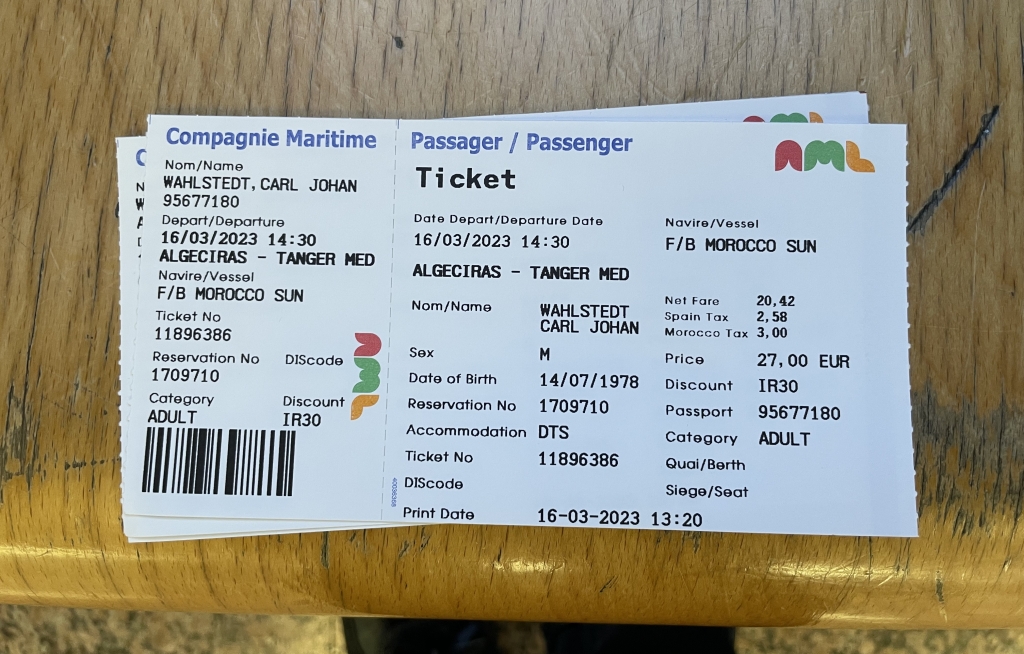 Compagnie Maritime
Nom/Name
WAHLSTEDT, CARL JOHAN
95677180
Depart/Departure
16/03/2023 14:30
ALGECIRAS - TANGER MED
Navire/Vessel
F/B MOROCCO SUN
Ticket No
11896386
Reservation No DIScode
1709710
Category Discount
ADULT IR30
AML
Passager / Passenger
AML
Ticket
Date Depart/Departure Date
16/03/2023 14:30
ALGECIRAS - TANGER MED
Nom/Name WAHLSTEDT
CARL JOHAN
Sex M
Date of Birth 14/07/1978
Reservation No 1709710
Accommodation DTS
Ticket No 11896386
DIScode
Print Date 16-03-2023 13:20
Navire/Vessel
F/B MOROCCO SUN
Net Fare 20,42
Spain Tax 2,58
Morocco Tax 3,00
Price 27,00 EUR
Discount IR30
Passport 95677180
Category ADULT
Quai/Berth
Siege/Seat